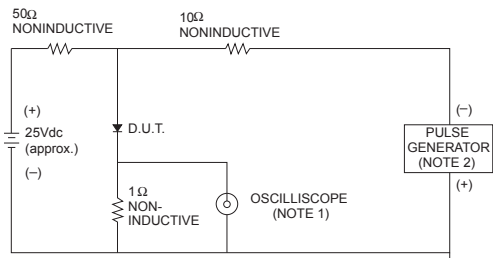 50Ω
NONINDUCTIVE
10Ω
NONINDUCTIVE
(+)
25Vdc
(approx.)
(–)
D.U.T.
1Ω
NON-
INDUCTIVE
OSCILLISCOPE
(NOTE 1)
(–)
PULSE
GENERATOR
(NOTE 2)
(+)